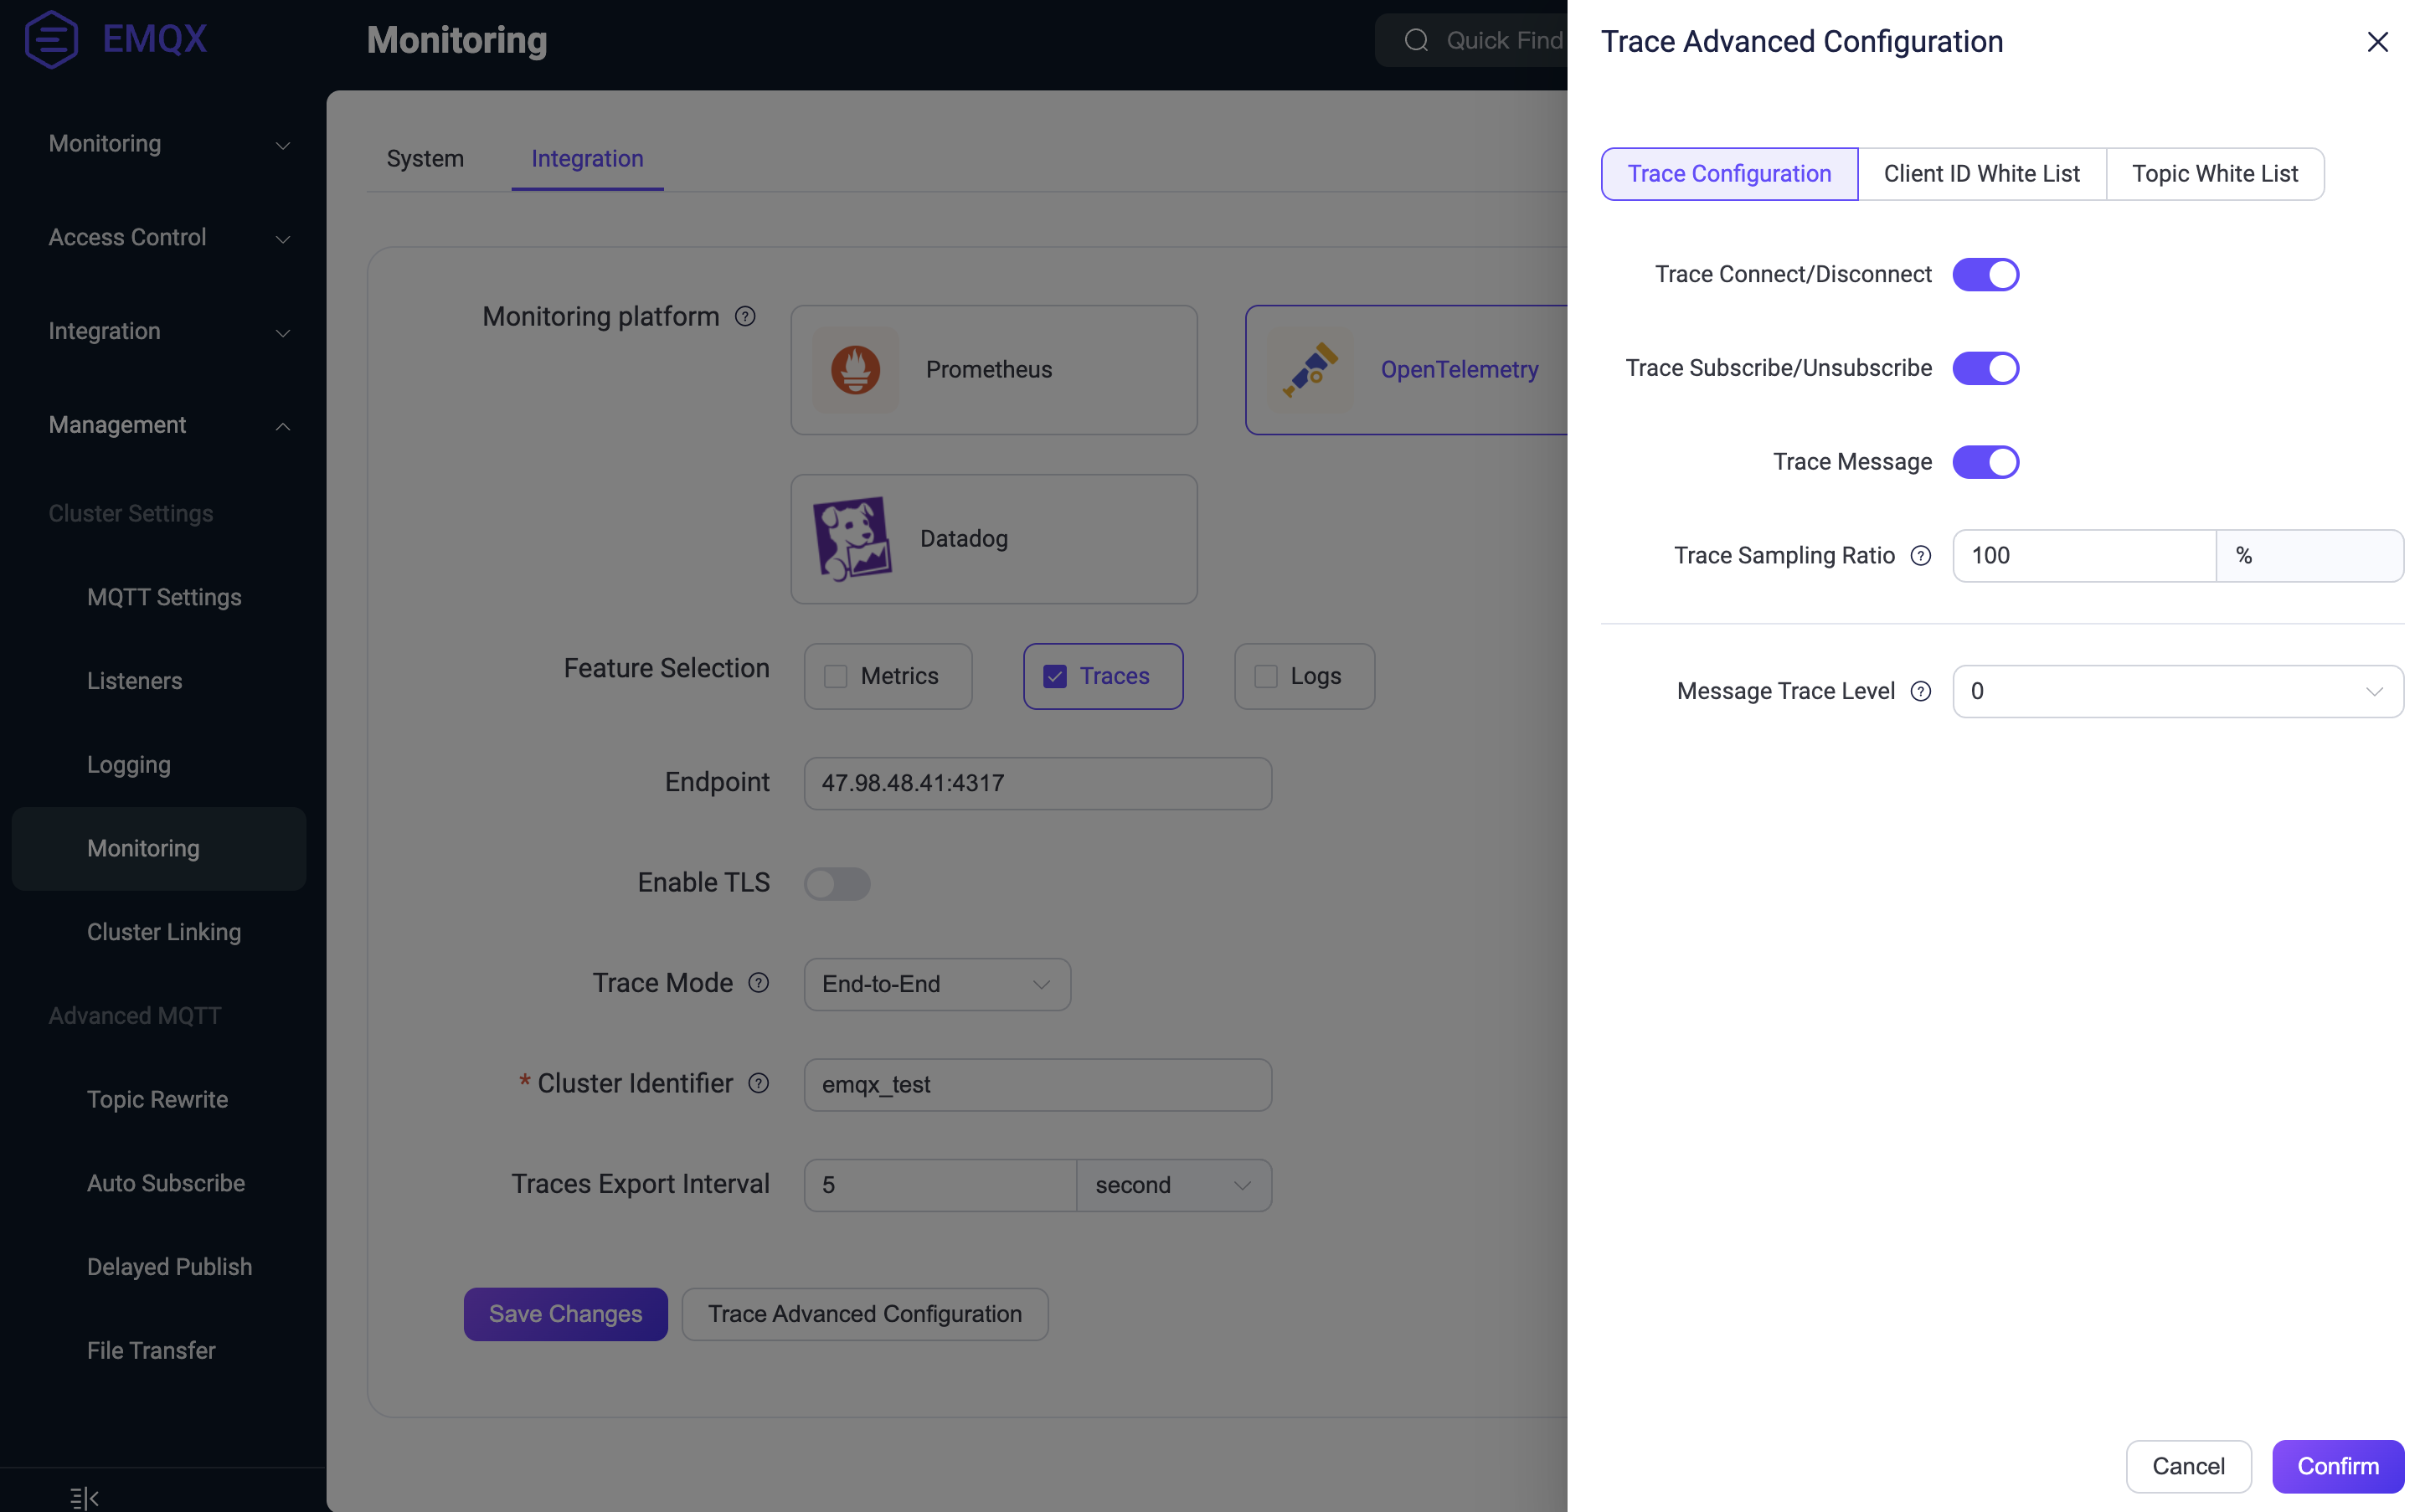 EMQX
Monitoring
Quick Find
Monitoring
Access Control
Integration
Management
Cluster Settings
MQTT Settings
Listeners
Logging
Monitoring
Cluster Linking
Advanced MQTT
Topic Rewrite
Auto Subscribe
Delayed Publish
File Transfer
System
Integration
Monitoring platform
Prometheus
OpenTelemetry
Datadog
Feature Selection
Metrics
Traces
Logs
Endpoint
47.98.48.41:4317
Enable TLS
Trace Mode
End-to-End
* Cluster Identifier
emqx_test
Traces Export Interval
5
second
Save Changes
Trace Advanced Configuration
Trace Advanced Configuration
Trace Configuration
Client ID White List
Topic White List
Trace Connect/Disconnect
Trace Subscribe/Unsubscribe
Trace Message
Trace Sampling Ratio
100
%
Message Trace Level
0
Cancel
Confirm